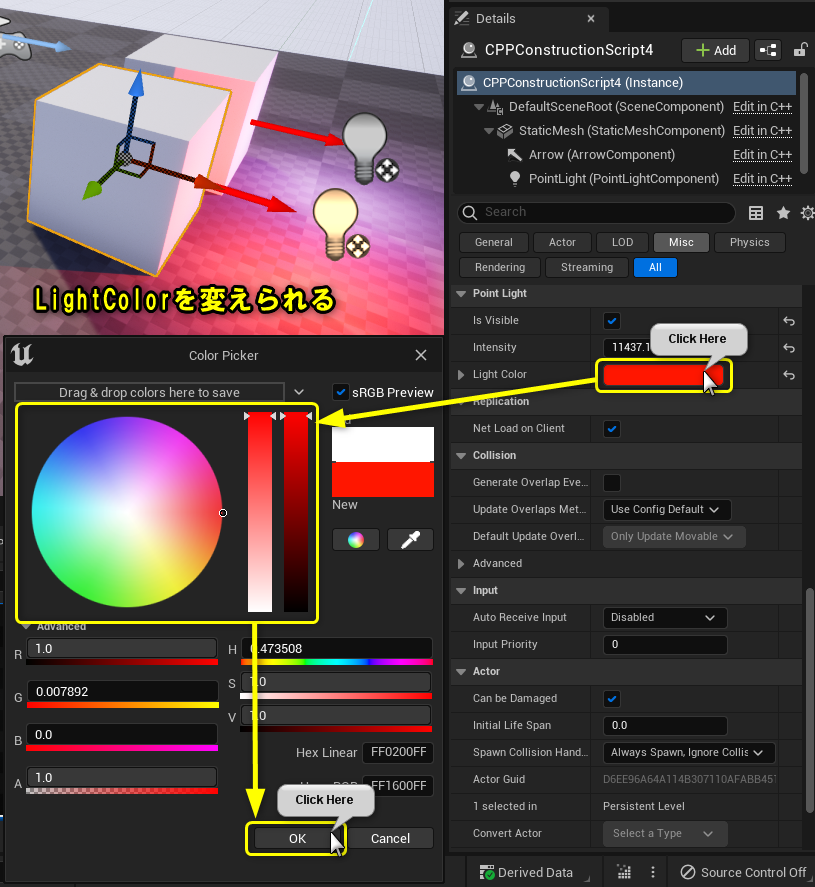 LightColorを変えられる
Details
CPPConstructionScript4
Add
CPPConstructionScript4 (Instance)
DefaultSceneRoot (SceneComponent) Edit in C++
StaticMesh (StaticMeshComponent) Edit in C++
Arrow (ArrowComponent) Edit in C++
PointLight (PointLightComponent) Edit in C++
Search
General Actor LOD Misc Physics
Rendering Streaming All
Point Light
Is Visible
Intensity 11437.1
Click Here
Light Color
Replication
Net Load on Client
Collision
Generate Overlap Eve...
Update Overlaps Met... Use Config Default
Default Update Overl... Only Update Movable
Advanced
Input
Auto Receive Input Disabled
Input Priority 0
Actor
Can be Damaged
Initial Life Span 0.0
Spawn Collision Hand... Always Spawn, Ignore Collis
Actor Guid D6EE96A64A114B307110AFABB457
1 selected in Persistent Level
Convert Actor Select a Type
Derived Data Source Control Off
Color Picker
Drag & drop colors here to save
sRGB Preview
New
Advanced
R 1.0
G 0.007892
B 0.0
A 1.0
H 0.473508
S 1.0
V 1.0
Hex Linear FF0200FF
FF1600FF
Click Here
OK Cancel